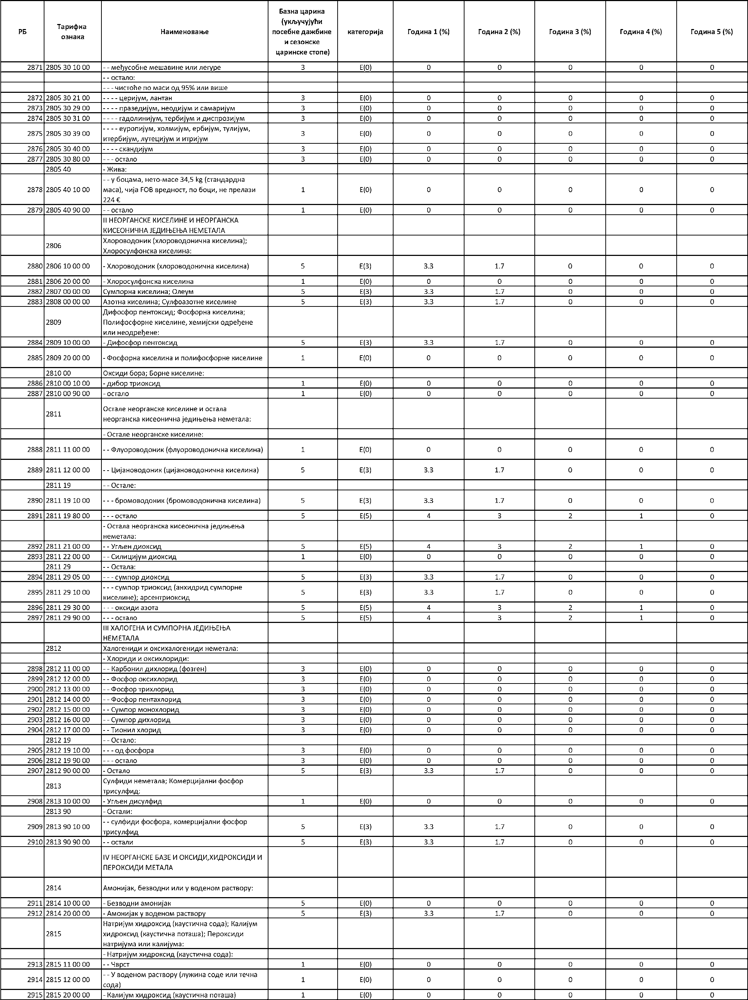 РБ Тарифна ознака Наименовање Базна царина (укључујући посебне дажбине и сезонске царинске стопе) категорија Година 1 (%) Година 2 (%) Година 3 (%) Година 4 (%) Година 5 (%)
2871 2805 30 10 00 - - међусобне мешавине или легуре 3 E(0) 0 0 0 0 0
- - остало:
- - - чистоће по маси од 95% или више
2872 2805 30 21 00 - - - - церијум, лантан 3 E(0) 0 0 0 0 0
2873 2805 30 29 00 - - - - празедијум, неодијум и самаријум 3 E(0) 0 0 0 0 0
2874 2805 30 31 00 - - - - гадолинијум, тербијум и диспрозијум 3 E(0) 0 0 0 0 0
2875 2805 30 39 00 - - - - еуропијум, холмијум, ербијум, тулијум,
итербијум, лутецијум и итријум 3 E(0) 0 0 0 0 0
2876 2805 30 40 00 - - - - скандијум 3 E(0) 0 0 0 0 0
2877 2805 30 80 00 - - - остало 3 E(0) 0 0 0 0 0
2805 40 - Жива:
2878 2805 40 10 00 - - у боцама, нето-масе 34,5 kg (стандардна
маса), чија FOB вредност, по боци, не прелази
224 € 1 E(0) 0 0 0 0 0
2879 2805 40 90 00 - - остало 1 E(0) 0 0 0 0 0
II НЕОРГАНСКЕ КИСЕЛИНЕ И НЕОРГАНСКА
КИСЕОНИЧНА ЈЕДИЊЕЊА НЕМЕТАЛА
2806 Хлороводоник (хлороводонична киселина);
Хлоросулфонска киселина:
2880 2806 10 00 00 - Хлороводоник (хлороводонична киселина) 5 E(3) 3.3 1.7 0 0 0
2881 2806 20 00 00 - Хлоросулфонска киселина 1 E(0) 0 0 0 0 0
2882 2807 00 00 00 Сумпорна киселина; Олеум 5 E(3) 3.3 1.7 0 0 0
2883 2808 00 00 00 Азотна киселина; Сулфоазотне киселине 5 E(3) 3.3 1.7 0 0 0
2809 Дифосфор пентоксид; Фосфорна киселина;
Полифосфорне киселине, хемијски одређене
или неодређене:
2884 2809 10 00 00 - Дифосфор пентоксид 5 E(3) 3.3 1.7 0 0 0
2885 2809 20 00 00 - Фосфорна киселина и полифосфорне киселине 1 E(0) 0 0 0 0 0
2810 00 Оксиди бора; Борне киселине:
2886 2810 00 10 00 - дибор триоксид 1 E(0) 0 0 0 0 0
2887 2810 00 90 00 - остало 1 E(0) 0 0 0 0 0
2811 Остале неорганске киселине и остала
неорганска кисеонична једињења неметала:
- Остале неорганске киселине:
2888 2811 11 00 00 - - Флуороводоник (флуороводонична киселина) 1 E(0) 0 0 0 0 0
2889 2811 12 00 00 - - Цијановодоник (цијановодонична киселина) 5 E(3) 3.3 1.7 0 0 0
2811 19 - - Остале:
2890 2811 19 10 00 - - - бромоводоник (бромоводонична киселина) 5 E(3) 3.3 1.7 0 0 0
2891 2811 19 80 00 - - - остало 5 E(5) 4 3 2 1 0
- Остала неорганска кисеонична једињења
неметала:
2892 2811 21 00 00 - - Угљен диоксид 5 E(5) 4 3 2 1 0
2893 2811 22 00 00 - - Силицијум диоксид 1 E(0) 0 0 0 0 0
2811 29 - - Остала:
2894 2811 29 05 00 - - - сумпор диоксид 5 E(3) 3.3 1.7 0 0 0
2895 2811 29 10 00 - - - сумпор триоксид (анхидрид сумпорне
киселине); арсентриоксид 5 E(3) 3.3 1.7 0 0 0
2896 2811 29 30 00 - - - оксиди азота 5 E(5) 4 3 2 1 0
2897 2811 29 90 00 - - - остало 5 E(5) 4 3 2 1 0
III ХАЛОГЕНА И СУМПОРНА ЈЕДИЊЕЊА
НЕМЕТАЛА
2812 Халогениди и оксихалогениди неметала:
- Хлориди и оксихлориди:
2898 2812 11 00 00 - - Карбонил дихлорид (фозген) 3 E(0) 0 0 0 0 0
2899 2812 12 00 00 - - Фосфор оксихлорид 3 E(0) 0 0 0 0 0
2900 2812 13 00 00 - - Фосфор трихлорид 3 E(0) 0 0 0 0 0
2901 2812 14 00 00 - - Фосфор пентахлорид 3 E(0) 0 0 0 0 0
2902 2812 15 00 00 - - Сумпор монохлорид 3 E(0) 0 0 0 0 0
2903 2812 16 00 00 - - Сумпор дихлорид 3 E(0) 0 0 0 0 0
2904 2812 17 00 00 - - Тионил хлорид 3 E(0) 0 0 0 0 0
2812 19 - - Остало:
2905 2812 19 10 00 - - - од фосфора 3 E(0) 0 0 0 0 0
2906 2812 19 90 00 - - - остало 3 E(0) 0 0 0 0 0
2907 2812 90 00 00 - Остало 5 E(3) 3.3 1.7 0 0 0
2813 Сулфиди неметала; Комерцијални фосфор
трисулфид:
2908 2813 10 00 00 - Угљен дисулфид 1 E(0) 0 0 0 0 0
2813 90 - Остали:
2909 2813 90 10 00 - - сулфиди фосфора, комерцијални фосфор
трисулфид 5 E(3) 3.3 1.7 0 0 0
2910 2813 90 90 00 - - остали 5 E(3) 3.3 1.7 0 0 0
IV НЕОРГАНСКЕ БАЗЕ И ОКСИДИ,ХИДРОКСИДИ И
ПЕРОКСИДИ МЕТАЛА
2814 Амонијак, безводни или у воденом раствору:
2911 2814 10 00 00 - Безводни амонијак 5 E(0) 0 0 0 0 0
2912 2814 20 00 00 - Амонијак у воденом раствору 5 E(3) 3.3 1.7 0 0 0
2815 Натријум хидроксид (каустична сода); Калијум
хидроксид (каустична поташа); Пероксиди
натријума или калијума:
- Натријум хидроксид (каустична сода):
2913 2815 11 00 00 - - Чврст 1 E(0) 0 0 0 0 0
2914 2815 12 00 00 - - У воденом раствору (лужина соде или течна
сода) 1 E(0) 0 0 0 0 0
2915 2815 20 00 00 - Калијум хидроксид (каустична поташа) 1 E(0) 0 0 0 0 0